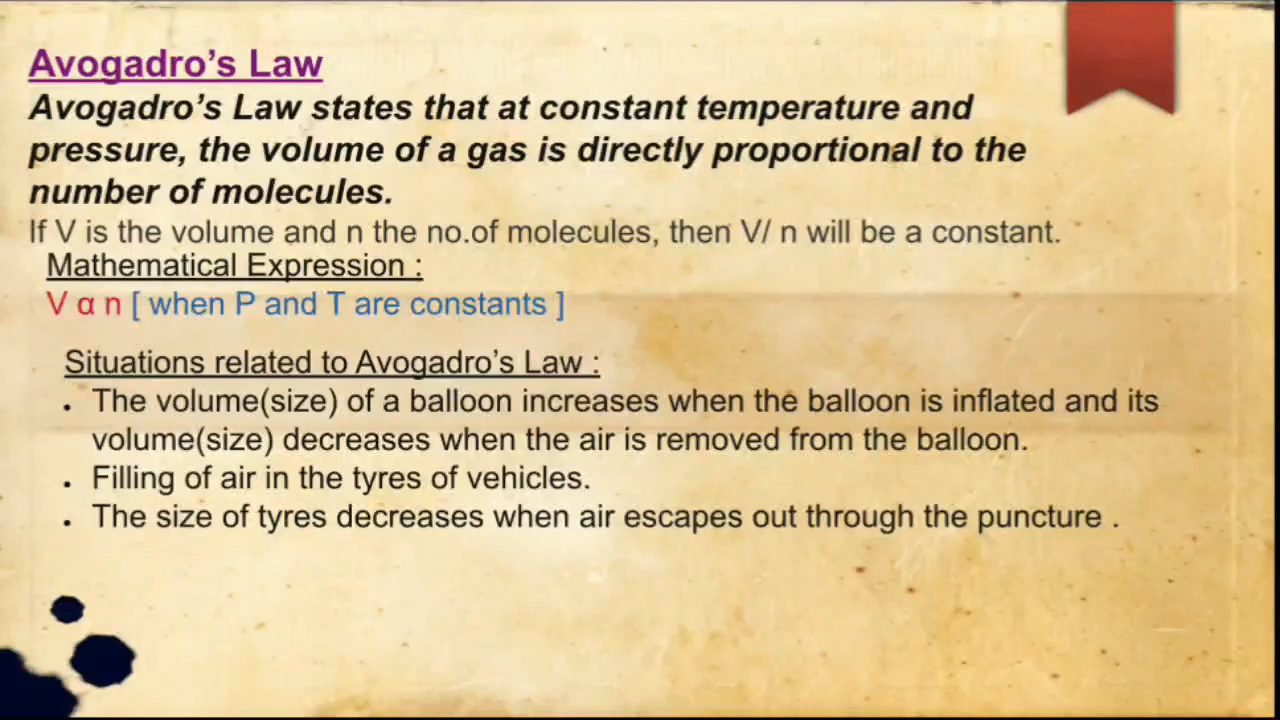 Avogadro’s Law
Avogadro’s Law states that at constant temperature and
pressure, the volume of a gas is directly proportional to the
number of molecules.
If V is the volume and n the no.of molecules, then V/ n will be a constant.
Mathematical Expression :
V α n [ when P and T are constants ]
Situations related to Avogadro’s Law :
• The volume(size) of a balloon increases when the balloon is inflated and its
volume(size) decreases when the air is removed from the balloon.
• Filling of air in the tyres of vehicles.
• The size of tyres decreases when air escapes out through the puncture .